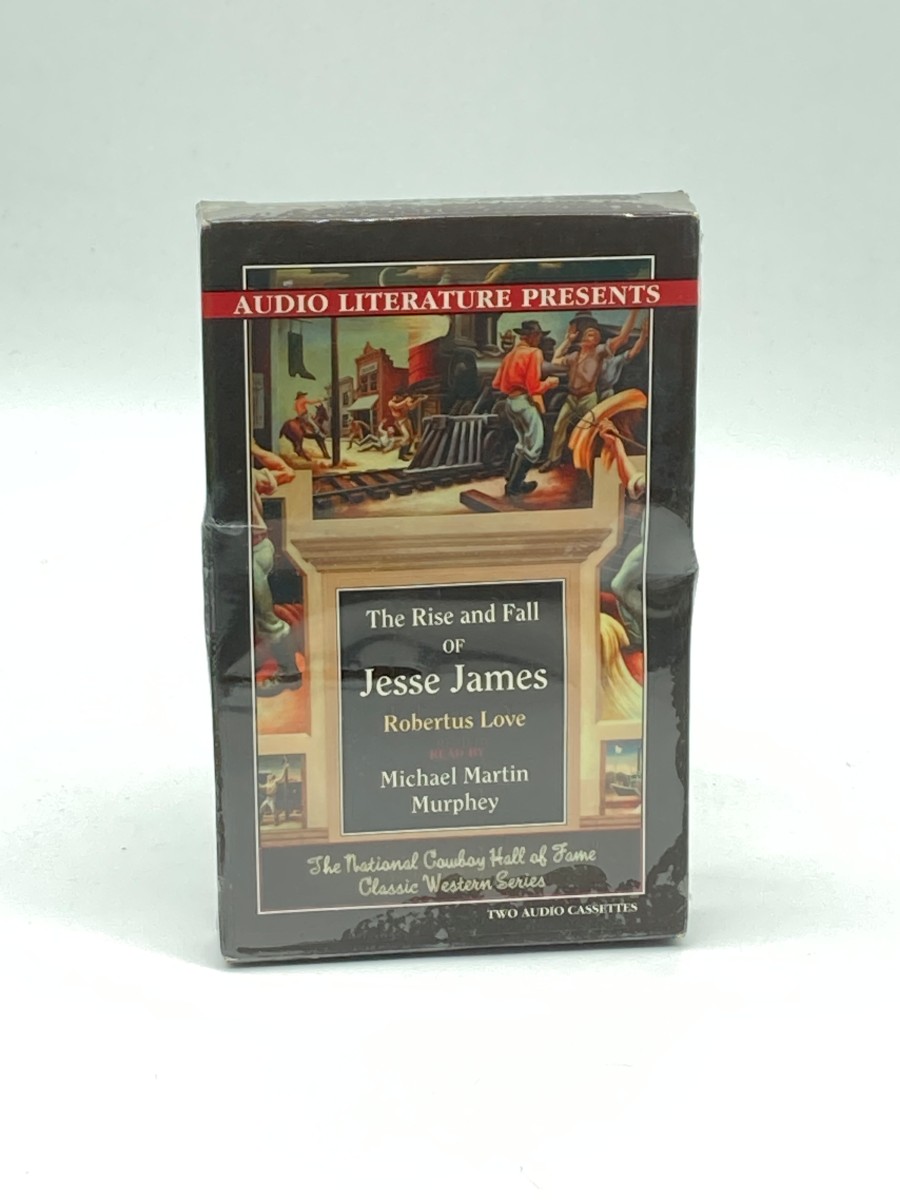 AUDIO LITERATURE PRESENTS
The Rise and Fall
OF
Jesse James
Robertus Love
READ BY
Michael Martin
Murphey
The National Cowboy Hall of Fame
Classic Western Series
TWO AUDIO CASSETTES